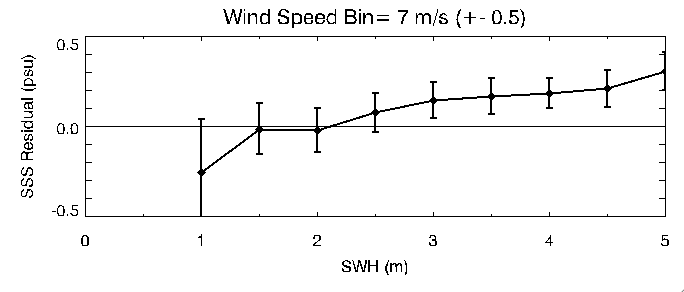 Wind Speed Bin= 7 m/s (+- 0.5)
0.5
0.0
-0.5
SSS Residual (psu)
0 1 2 3 4 5
SWH (m)